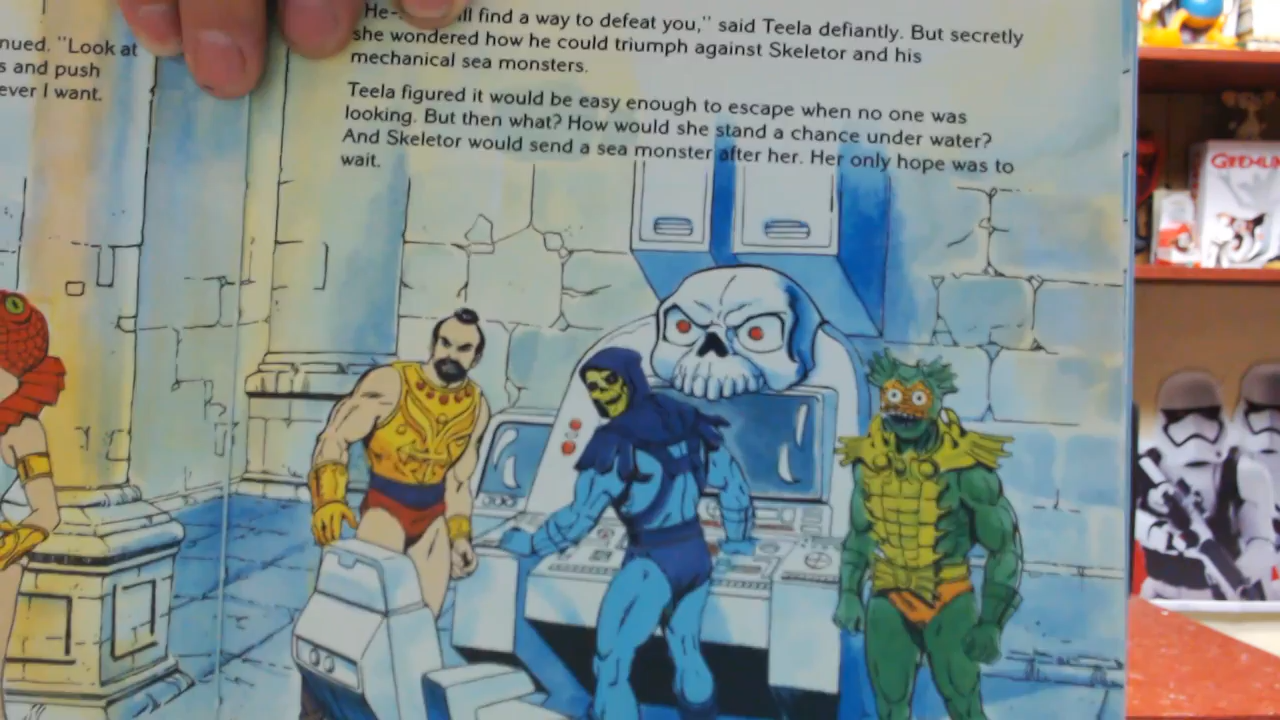 nued. "Look at
s and push
ever I want.
"He- ll find a way to defeat you," said Teela defiantly. But secretly
she wondered how he could triumph against Skeletor and his
mechanical sea monsters.
Teela figured it would be easy enough to escape when no one was
looking. But then what? How would she stand a chance under water?
And Skeletor would send a sea monster after her. Her only hope was to
wait.
GREMLIN